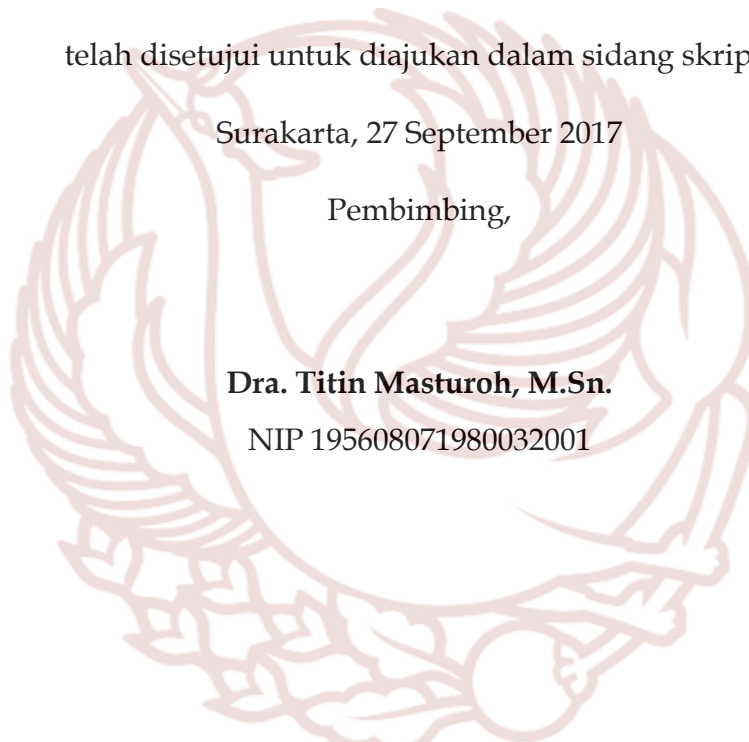 telah disetujui untuk diajukan dalam sidang skrip
Surakarta, 27 September 2017
Pembimbing,
Dra. Titin Masturoh, M.Sn.
NIP 195608071980032001